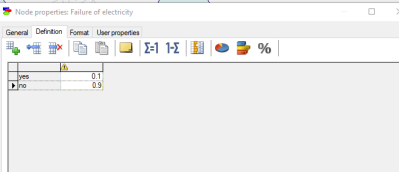 Node properties: Failure of electricity
General Definition Format User properties
Σ=1 1-Σ %
yes 0.1
no 0.9